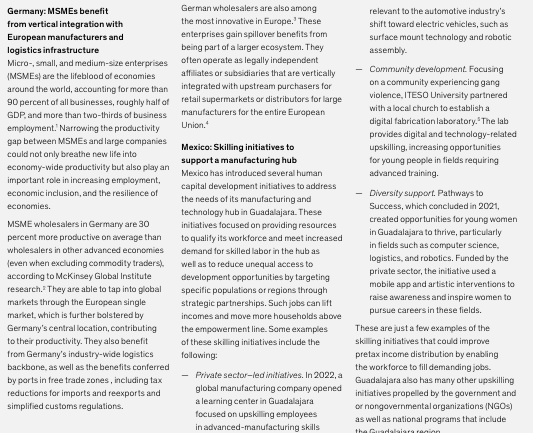 Germany: MSMEs benefit
from vertical integration with
European manufacturers and
logistics infrastructure
Micro-, small, and medium-size enterprises
(MSMEs) are the lifeblood of economies
around the world, accounting for more than
90 percent of all businesses, roughly half of
GDP, and more than two-thirds of business
employment.¹ Narrowing the productivity
gap between MSMEs and large companies
could not only breathe new life into
economy-wide productivity but also play an
important role in increasing employment,
economic inclusion, and the resilience of
economies.
MSME wholesalers in Germany are 30
percent more productive on average than
wholesalers in other advanced economies
(even when excluding commodity traders),
according to McKinsey Global Institute
research.² They are able to tap into global
markets through the European single
market, which is further bolstered by
Germany's central location, contributing
to their productivity. They also benefit
from Germany's industry-wide logistics
backbone, as well as the benefits conferred
by ports in free trade zones , including tax
reductions for imports and reexports and
simplified customs regulations.
German wholesalers are also among
the most innovative in Europe.³ These
enterprises gain spillover benefits from
being part of a larger ecosystem. They
often operate as legally independent
affiliates or subsidiaries that are vertically
integrated with upstream purchasers for
retail supermarkets or distributors for large
manufacturers for the entire European
Union.⁴
Mexico: Skilling initiatives to
support a manufacturing hub
Mexico has introduced several human
capital development initiatives to address
the needs of its manufacturing and
technology hub in Guadalajara. These
initiatives focused on providing resources
to qualify its workforce and meet increased
demand for skilled labor in the hub as
well as to reduce unequal access to
development opportunities by targeting
specific populations or regions through
strategic partnerships. Such jobs can lift
incomes and move more households above
the empowerment line. Some examples
of these skilling initiatives include the
following:
— Private sector–led initiatives. In 2022, a
global manufacturing company opened
a learning center in Guadalajara
focused on upskilling employees
in advanced-manufacturing skills
relevant to the automotive industry's
shift toward electric vehicles, such as
surface mount technology and robotic
assembly.
— Community development. Focusing
on a community experiencing gang
violence, ITESO University partnered
with a local church to establish a
digital fabrication laboratory.⁵ The lab
provides digital and technology-related
upskilling, increasing opportunities
for young people in fields requiring
advanced training.
— Diversity support. Pathways to
Success, which concluded in 2021,
created opportunities for young women
in Guadalajara to thrive, particularly
in fields such as computer science,
logistics, and robotics. Funded by the
private sector, the initiative used a
mobile app and artistic interventions to
raise awareness and inspire women to
pursue careers in these fields.
These are just a few examples of the
skilling initiatives that could improve
pretax income distribution by enabling
the workforce to fill demanding jobs.
Guadalajara also has many other upskilling
initiatives propelled by the government and
or nongovernmental organizations (NGOs)
as well as national programs that include
the Guadalajara region.